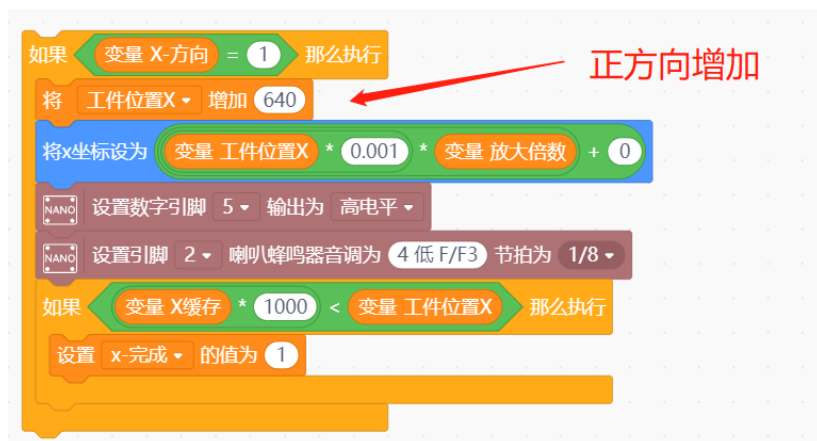 如果 变量 X-方向 = 1 那么执行
正方向增加
将 工件位置X 增加 640
将x坐标设为 变量 工件位置X * 0.001 * 变量 放大倍数 + 0
NANO 设置数字引脚 5 输出为 高电平
NANO 设置引脚 2 喇叭蜂鸣器音调为 4 低 F/F3 节拍为 1/8
如果 变量 X缓存 * 1000 < 变量 工件位置X 那么执行
设置 x-完成 的值为 1